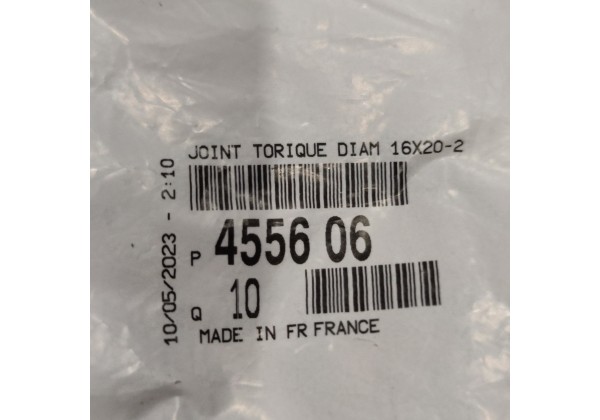 JOINT TORIQUE DIAM 16X20-2
P 4556 06
Q 10
MADE IN FR FRANCE
10/05/2023 - 2:10